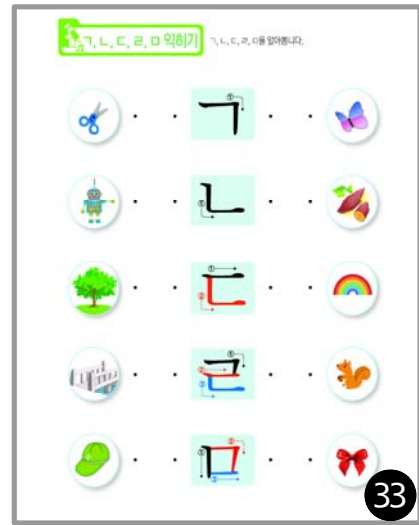 ㄱ, ㄴ, ㄷ, ㄹ, ㅁ 익히기
ㄱ, ㄴ, ㄷ, ㄹ, ㅁ을 알아봅니다.
ㄱ
ㄴ
ㄷ
ㄹ
ㅁ
33